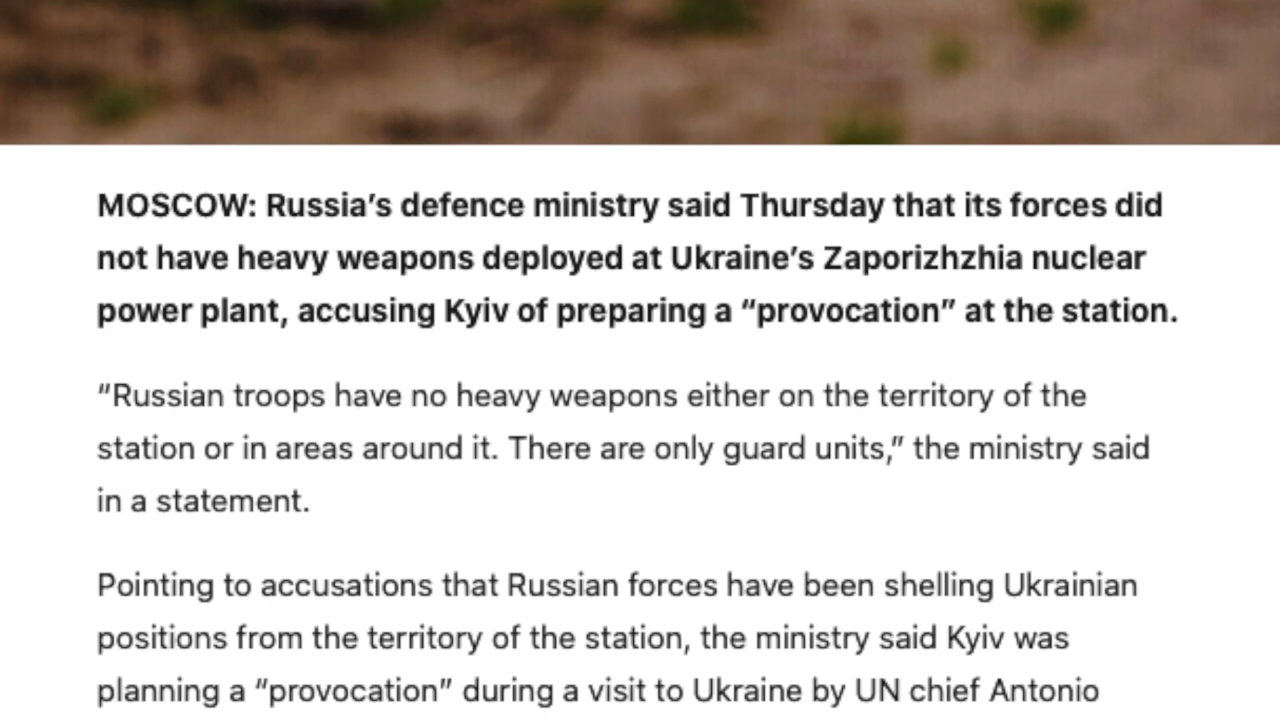 MOSCOW: Russia’s defence ministry said Thursday that its forces did
not have heavy weapons deployed at Ukraine’s Zaporizhzhia nuclear
power plant, accusing Kyiv of preparing a “provocation” at the station.
“Russian troops have no heavy weapons either on the territory of the
station or in areas around it. There are only guard units,” the ministry said
in a statement.
Pointing to accusations that Russian forces have been shelling Ukrainian
positions from the territory of the station, the ministry said Kyiv was
planning a “provocation” during a visit to Ukraine by UN chief Antonio